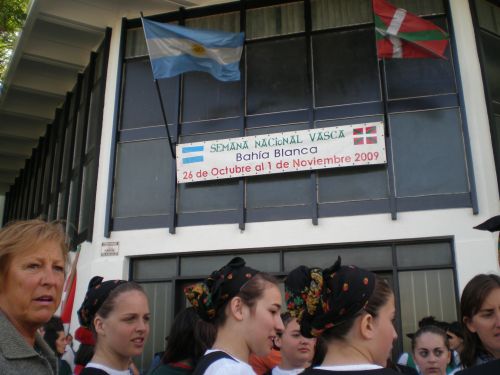 SEMANA NACIONAL VASCA
Bahía Blanca
26 de Octubre al 1 de Noviembre 2009